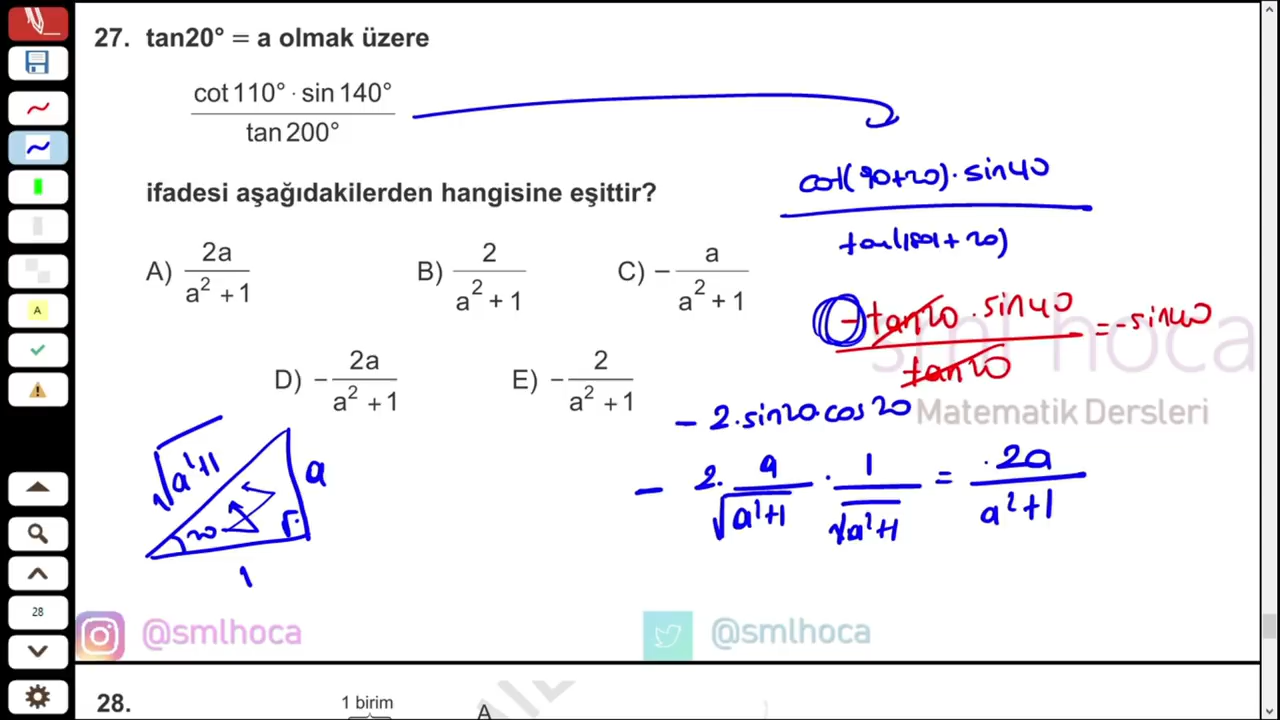 27. tan20° = a olmak üzere
cot 110° · sin 140°
tan 200°
ifadesi aşağıdakilerden hangisine eşittir?
A) 2a / a² + 1 B) 2 / a² + 1 C) − a / a² + 1
D) − 2a / a² + 1 E) − 2 / a² + 1
cot(90+20) · sin40
tan(180+20)
-tan20 · sin40 = -sin40
tan20
- 2.sin20.cos20
- 2. a / √a²+1 · 1 / √a²+1 = 2a / a²+1
√a²+1
a
20
1
sml hoca
Matematik Dersleri
@smlhoca
@smlhoca
28.
1 birim
A
A
28